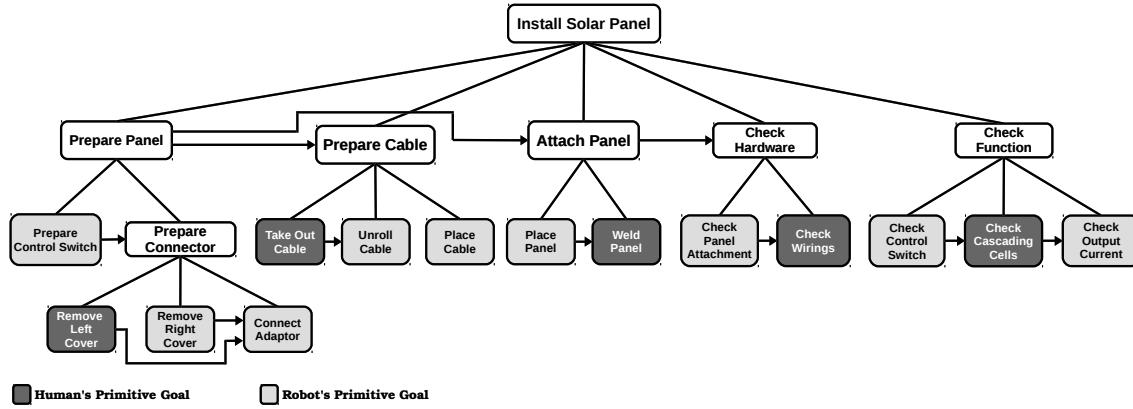 Install Solar Panel
Prepare Panel
Prepare Cable
Attach Panel
Check
Hardware
Check
Function
Prepare
Control Switch
Prepare
Connector
Take Out
Cable
Unroll
Cable
Place
Cable
Place
Panel
Weld
Panel
Check
Panel
Attachment
Check
Wirings
Check
Control
Switch
Check
Cascading
Cells
Check
Output
Current
Remove
Left
Cover
Remove
Right
Cover
Connect
Adaptor
Human's Primitive Goal
Robot's Primitive Goal